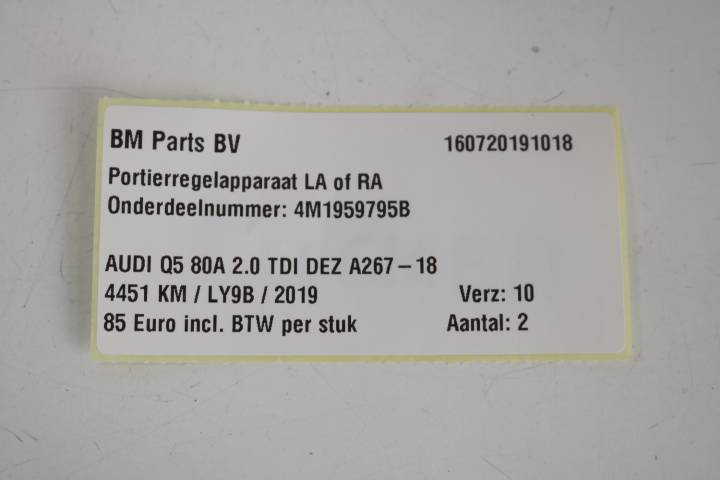 BM Parts BV 160720191018
Portierregelapparaat LA of RA
Onderdeelnummer: 4M1959795B
AUDI Q5 80A 2.0 TDI DEZ A267-18
4451 KM / LY9B / 2019 Verz: 10
85 Euro incl. BTW per stuk Aantal: 2